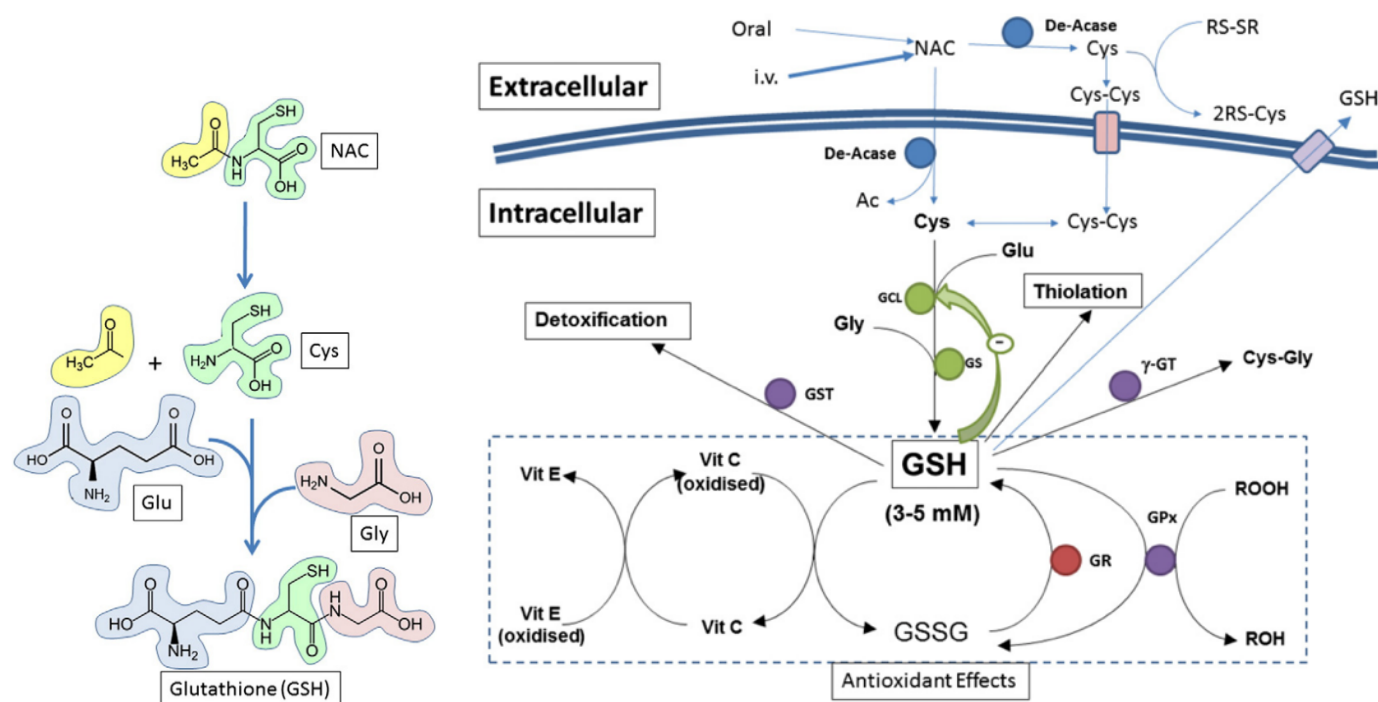 SH
O
H₃C
N
H
O
OH
NAC
O
H₃C
+
SH
H₂N
O
OH
Cys
O
HO
NH₂
O
OH
Glu
H₂N
O
OH
Gly
O
HO
NH₂
O
N
H
SH
O
H
N
O
OH
Glutathione (GSH)
Extracellular
Oral
i.v.
NAC
De-Acase
Cys
RS-SR
Cys-Cys
2RS-Cys
GSH
De-Acase
Intracellular
Ac
Cys
Cys-Cys
Glu
GCL
Thiolation
Detoxification
Gly
-
GS
γ-GT
Cys-Gly
GST
GSH
(3-5 mM)
Vit E
Vit C
(oxidised)
ROOH
GPx
GR
Vit E
(oxidised)
Vit C
GSSG
ROH
Antioxidant Effects